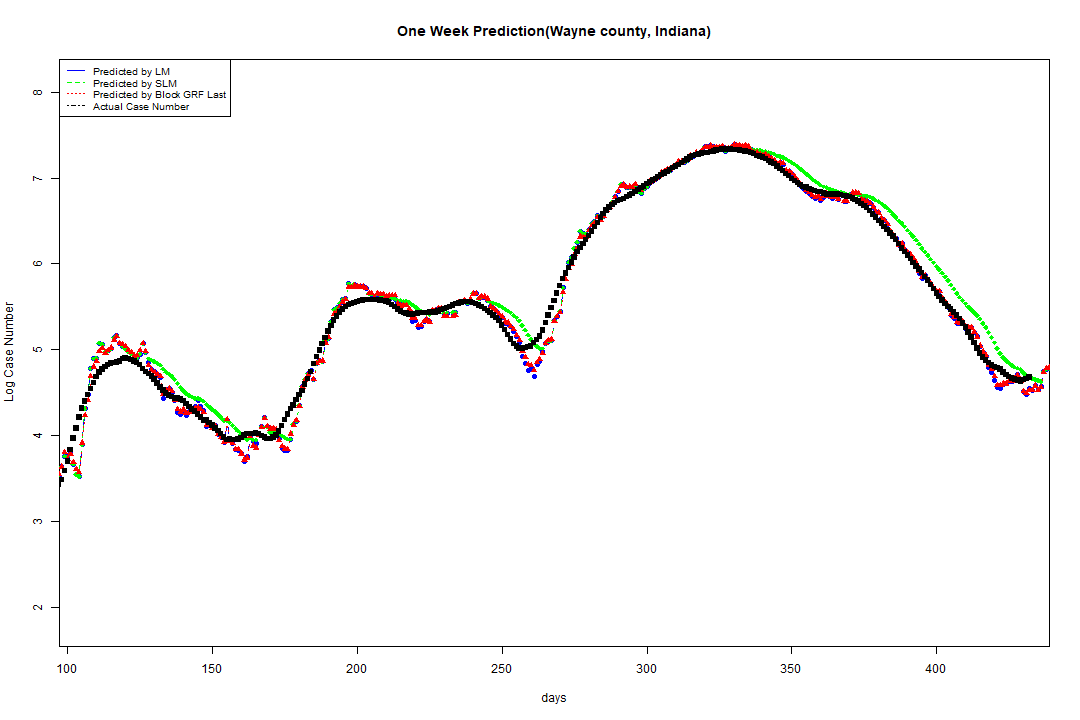 One Week Prediction(Wayne county, Indiana)
Predicted by LM
Predicted by SLM
Predicted by Block GRF Last
Actual Case Number
8
7
6
5
4
3
2
Log Case Number
100 150 200 250 300 350 400
days